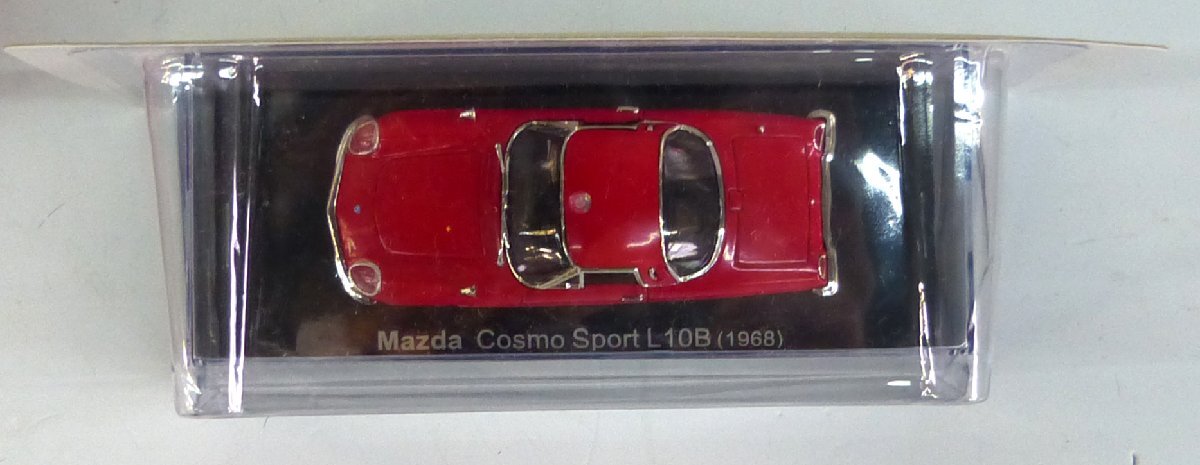 Mazda Cosmo Sport L10B (1968)